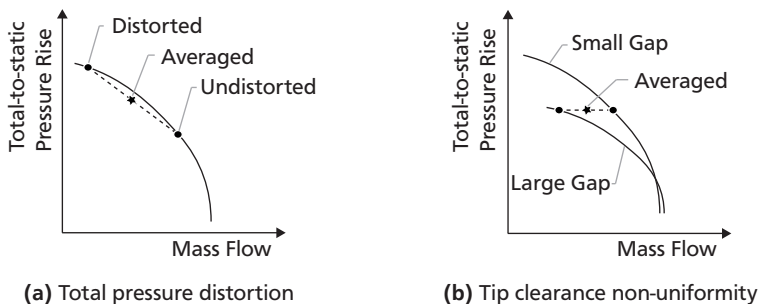 (a)
Distorted
Averaged
Undistorted
Total-to-static
Pressure Rise
Mass Flow
(a) Total pressure distortion
(b)
Small Gap
Averaged
Large Gap
Total-to-static
Pressure Rise
Mass Flow
(b) Tip clearance non-uniformity